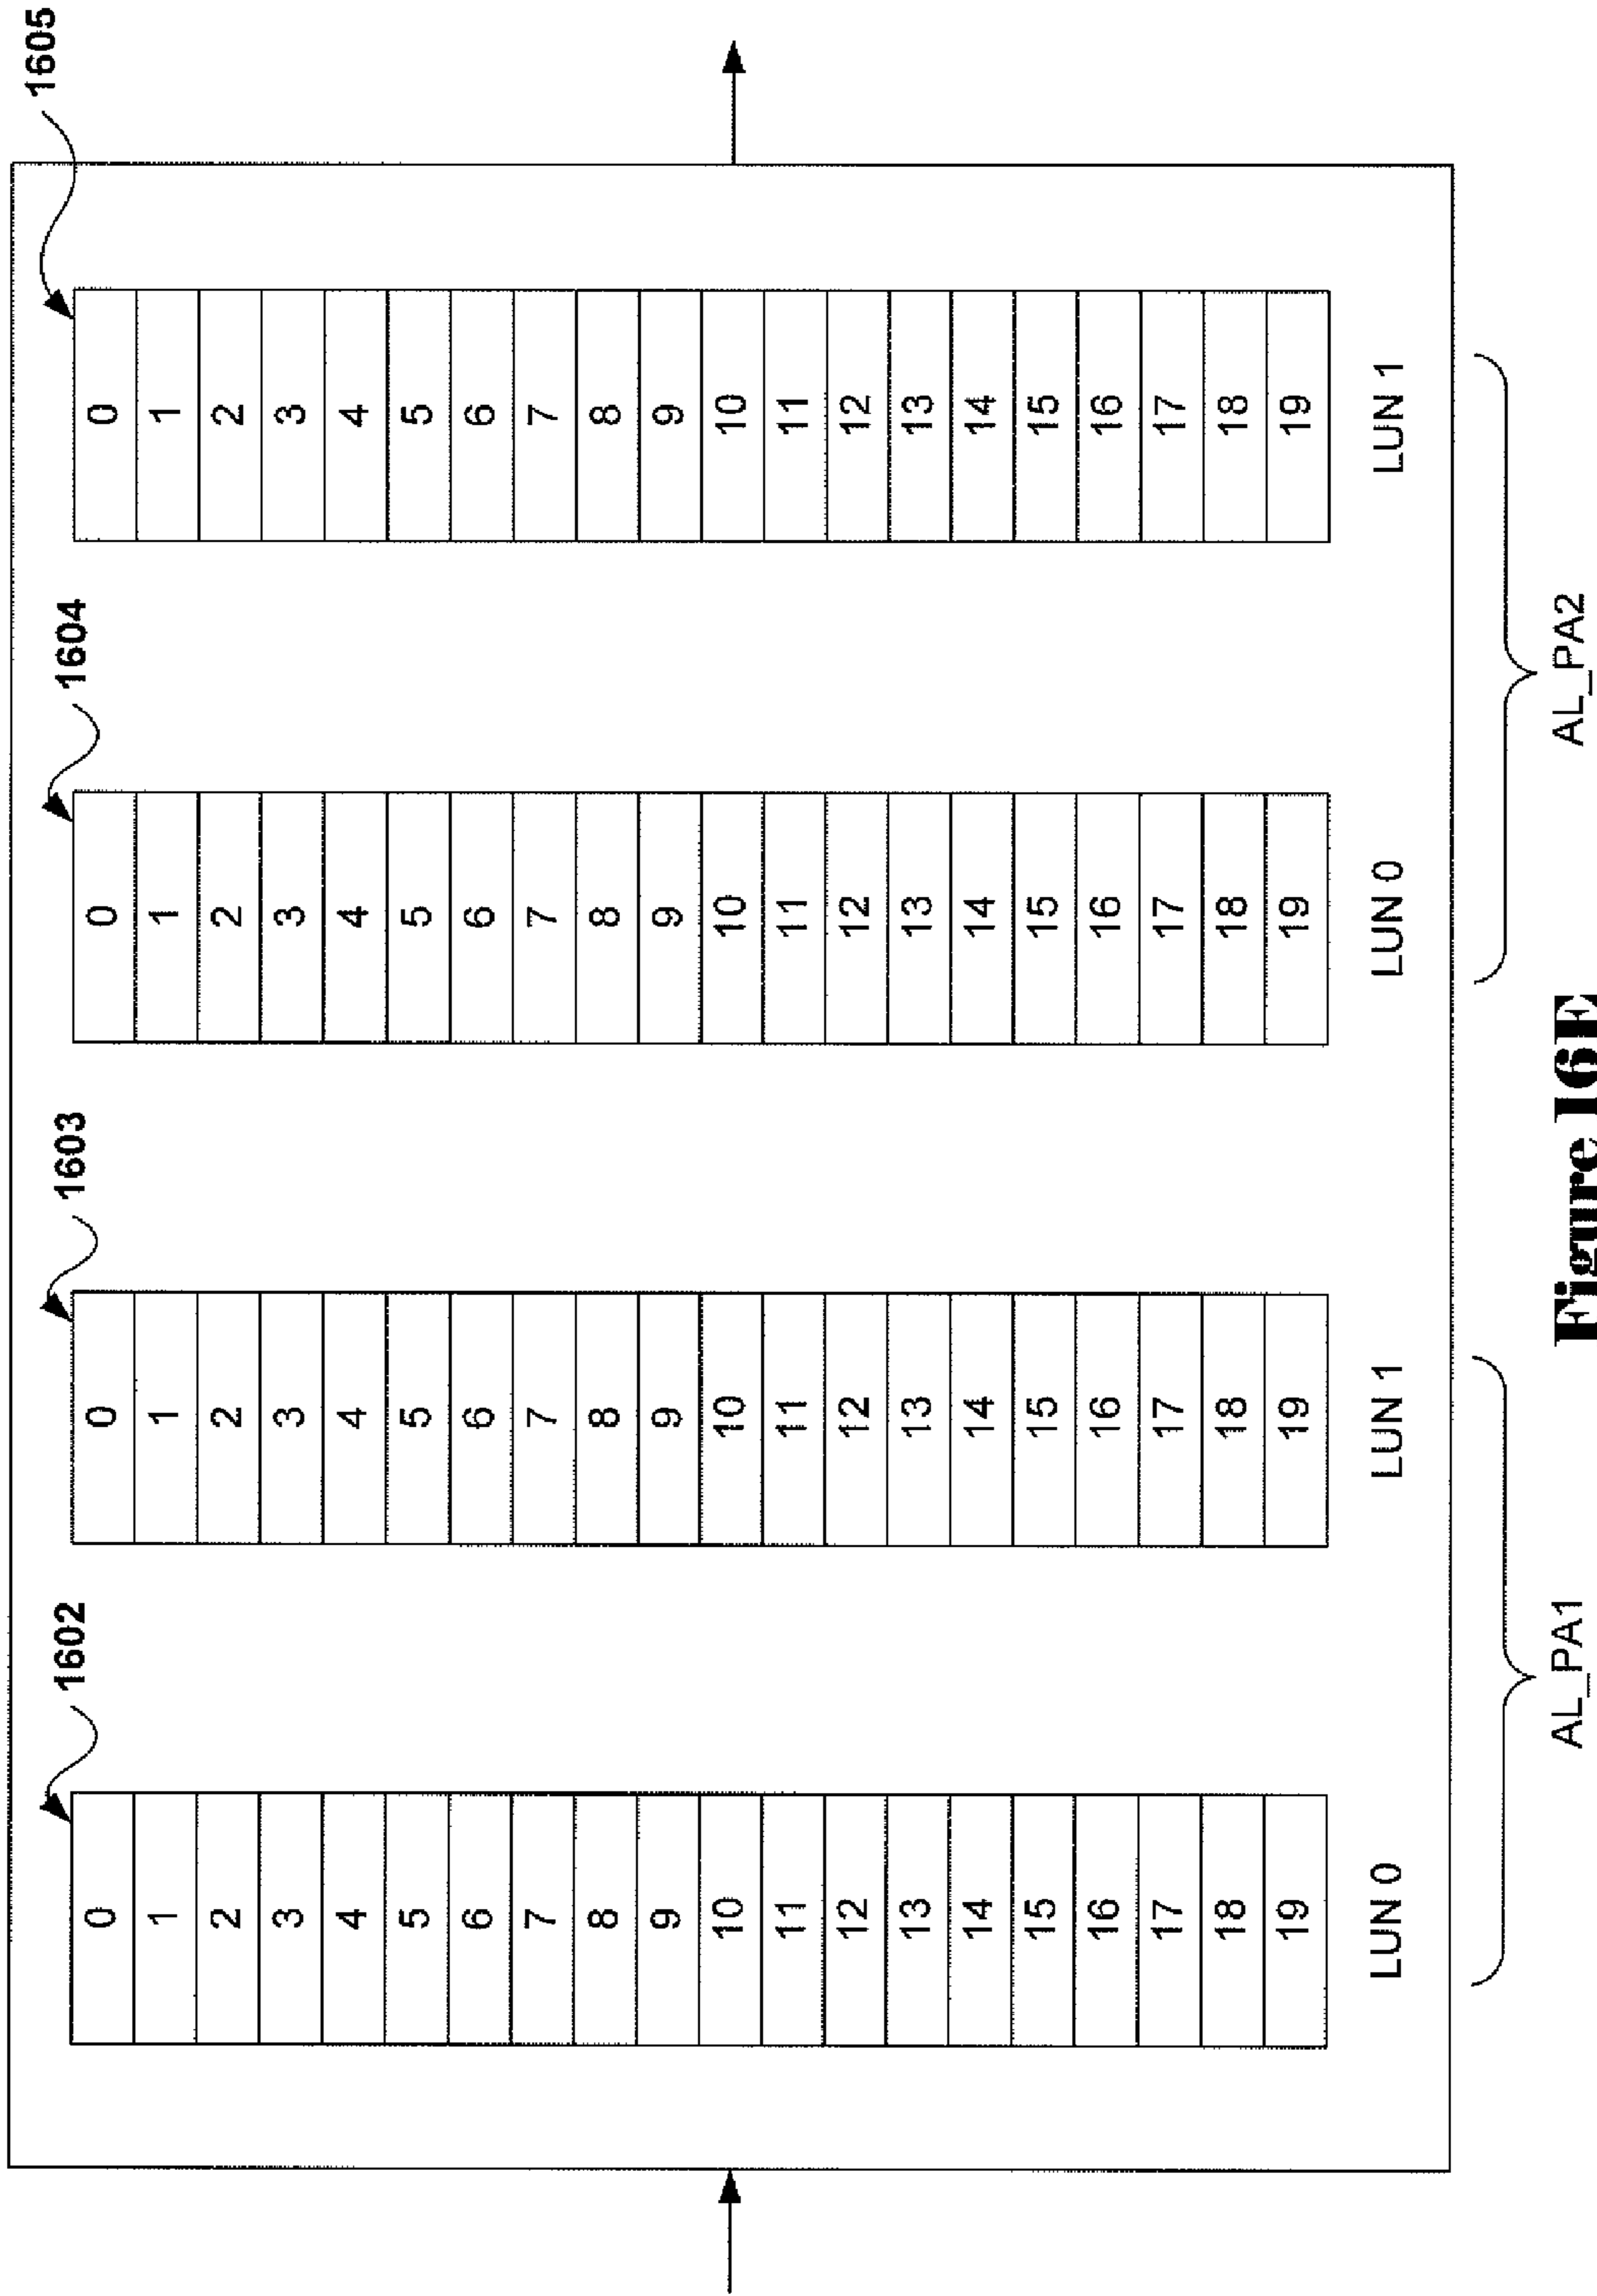 1602 1603 1604 1605
0 0 0 0
1 1 1 1
2 2 2 2
3 3 3 3
4 4 4 4
5 5 5 5
6 6 6 6
7 7 7 7
8 8 8 8
9 9 9 9
10 10 10 10
11 11 11 11
12 12 12 12
13 13 13 13
14 14 14 14
15 15 15 15
16 16 16 16
17 17 17 17
18 18 18 18
19 19 19 19
LUN 0 LUN 1 LUN 0 LUN 1
AL_PA1 AL_PA2
Figure 16E